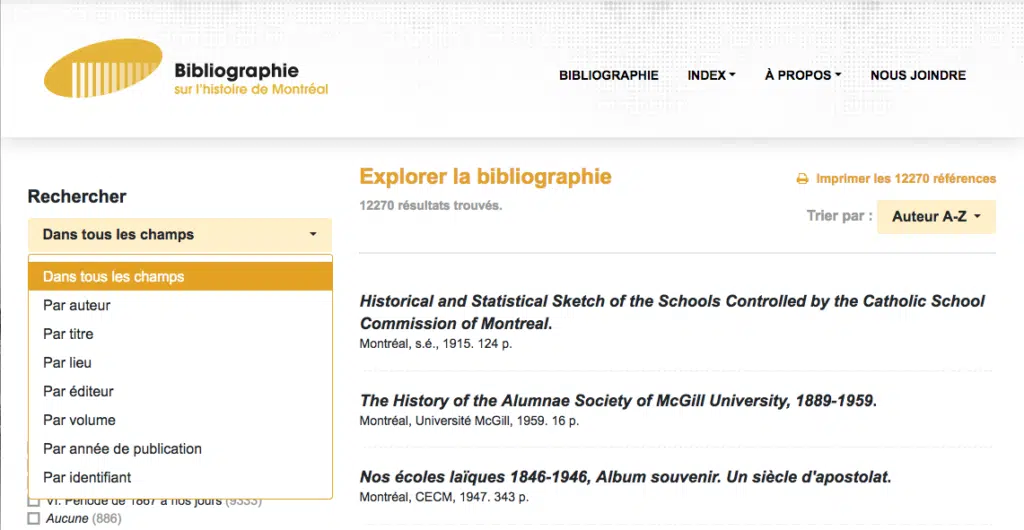 Bibliographie
sur l'histoire de Montréal
BIBLIOGRAPHIE INDEX À PROPOS NOUS JOINDRE
Rechercher
Dans tous les champs
Dans tous les champs
Par auteur
Par titre
Par lieu
Par éditeur
Par volume
Par année de publication
Par identifiant
VI. Période de 1867 à nos jours (9333)
Aucune (886)
Explorer la bibliographie
12270 résultats trouvés.
Imprimer les 12270 références
Trier par : Auteur A-Z
Historical and Statistical Sketch of the Schools Controlled by the Catholic School
Commission of Montreal.
Montréal, s.é., 1915. 124 p.
The History of the Alumnae Society of McGill University, 1889-1959.
Montréal, Université McGill, 1959. 16 p.
Nos écoles laïques 1846-1946, Album souvenir. Un siècle d'apostolat.
Montréal, CECM, 1947. 343 p.